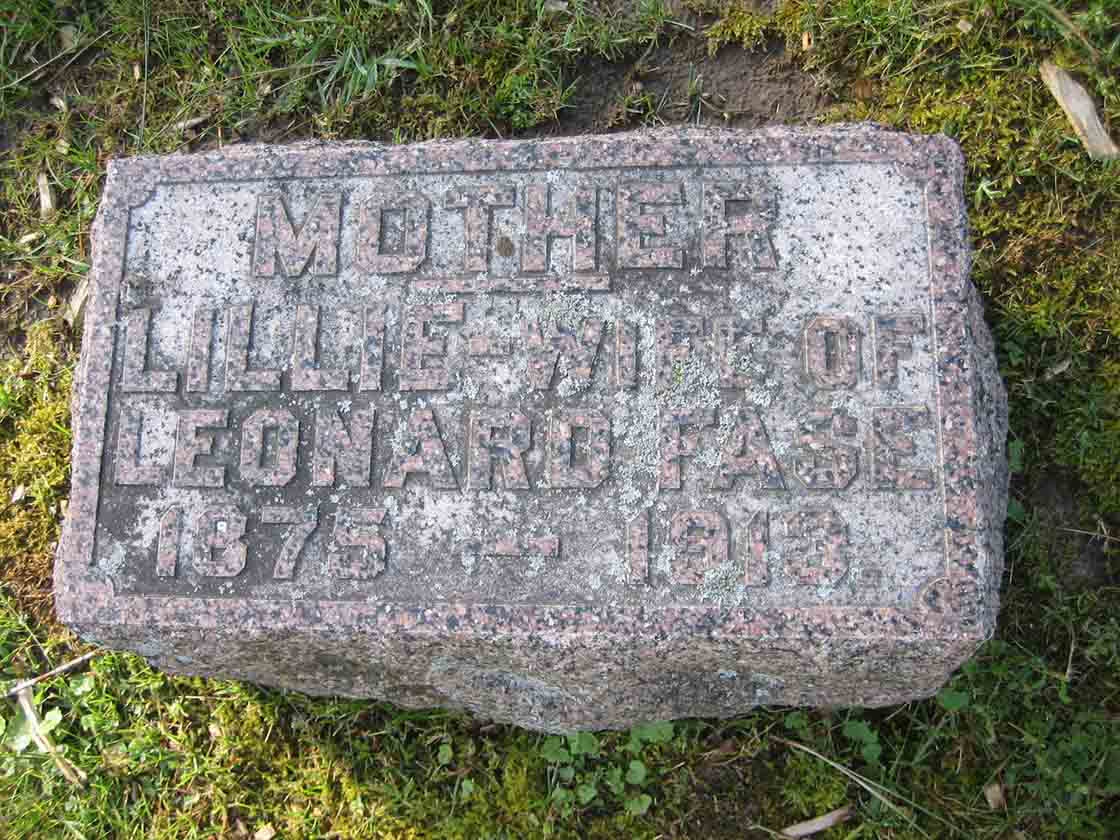 MOTHER
LILLIE-WIFE OF
LEONARD FASE
1875 — 1913.